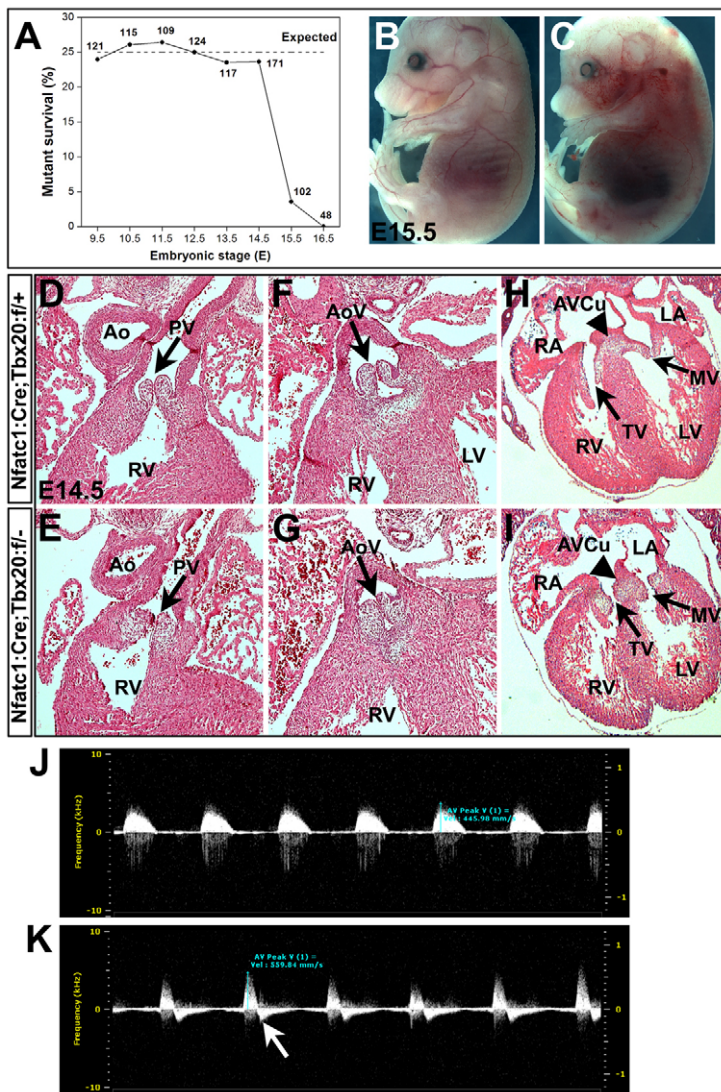 A
30
25
20
15
10
5
0
Mutant survival (%)
Expected
121
115
109
124
117
171
102
48
9.5 10.5 11.5 12.5 13.5 14.5 15.5 16.5
Embryonic stage (E)
B
C
E15.5
Nfatc1:Cre;Tbx20:f/+
D
Ao
PV
RV
E14.5
F
AoV
RV
LV
H
AVCu
LA
RA
MV
TV
RV
LV
Nfatc1:Cre;Tbx20:f/-
E
Ao
PV
RV
G
AoV
RV
I
AVCu
LA
RA
MV
TV
RV
LV
J
10
0
-10
Frequency (kHz)
AV Peak V (1) =
Vel: 445.98 mm/s
1
0
-1
K
10
0
-10
Frequency (kHz)
AV Peak V (1) =
Vel: 559.84 mm/s
1
0
-1